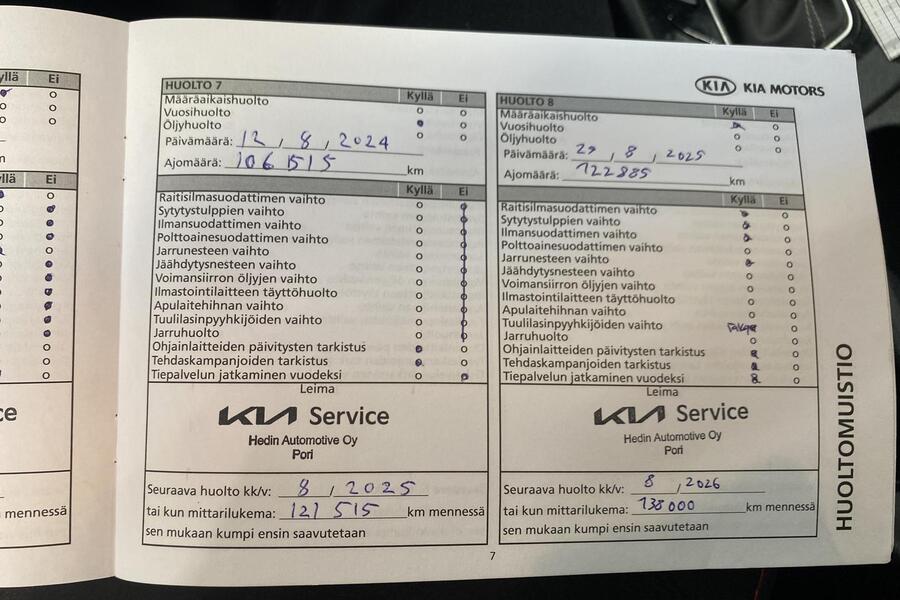 yllä Ei
n
yllä Ei
ce
mennessä
HUOLTO 7
Kyllä Ei
Määräaikaishuolto
Vuosihuolto
Öljyhuolto
Päivämäärä: 12 , 8 , 2024
Ajomäärä: 106 515 km
Kyllä Ei
Raitisilmasuodattimen vaihto
Sytytystulppien vaihto
Ilmansuodattimen vaihto
Polttoainesuodattimen vaihto
Jarrunesteen vaihto
Jäähdytysnesteen vaihto
Voimansiirron öljyjen vaihto
Ilmastointilaitteen täyttöhuolto
Apulaitehihnan vaihto
Tuulilasinpyyhkijöiden vaihto
Jarruhuolto
Ohjainlaitteiden päivitysten tarkistus
Tehdaskampanjoiden tarkistus
Tiepalvelun jatkaminen vuodeksi
Leima
KIA Service
Hedin Automotive Oy
Pori
Seuraava huolto kk/v: 8 , 2025
tai kun mittarilukema: 121 515 km mennessä
sen mukaan kumpi ensin saavutetaan
KIA KIA MOTORS
HUOLTO 8
Kyllä Ei
Määräaikaishuolto
Vuosihuolto
Öljyhuolto
Päivämäärä: 29 , 8 , 2025
Ajomäärä: 122885 km
Kyllä Ei
Raitisilmasuodattimen vaihto
Sytytystulppien vaihto
Ilmansuodattimen vaihto
Polttoainesuodattimen vaihto
Jarrunesteen vaihto
Jäähdytysnesteen vaihto
Voimansiirron öljyjen vaihto
Ilmastointilaitteen täyttöhuolto
Apulaitehihnan vaihto
Tuulilasinpyyhkijöiden vaihto
Jarruhuolto
Ohjainlaitteiden päivitysten tarkistus
Tehdaskampanjoiden tarkistus
Tiepalvelun jatkaminen vuodeksi
Leima
KIA Service
Hedin Automotive Oy
Pori
Seuraava huolto kk/v: 8 , 2026
tai kun mittarilukema: 138 000 km mennessä
sen mukaan kumpi ensin saavutetaan
HUOLTOMUISTIO
7